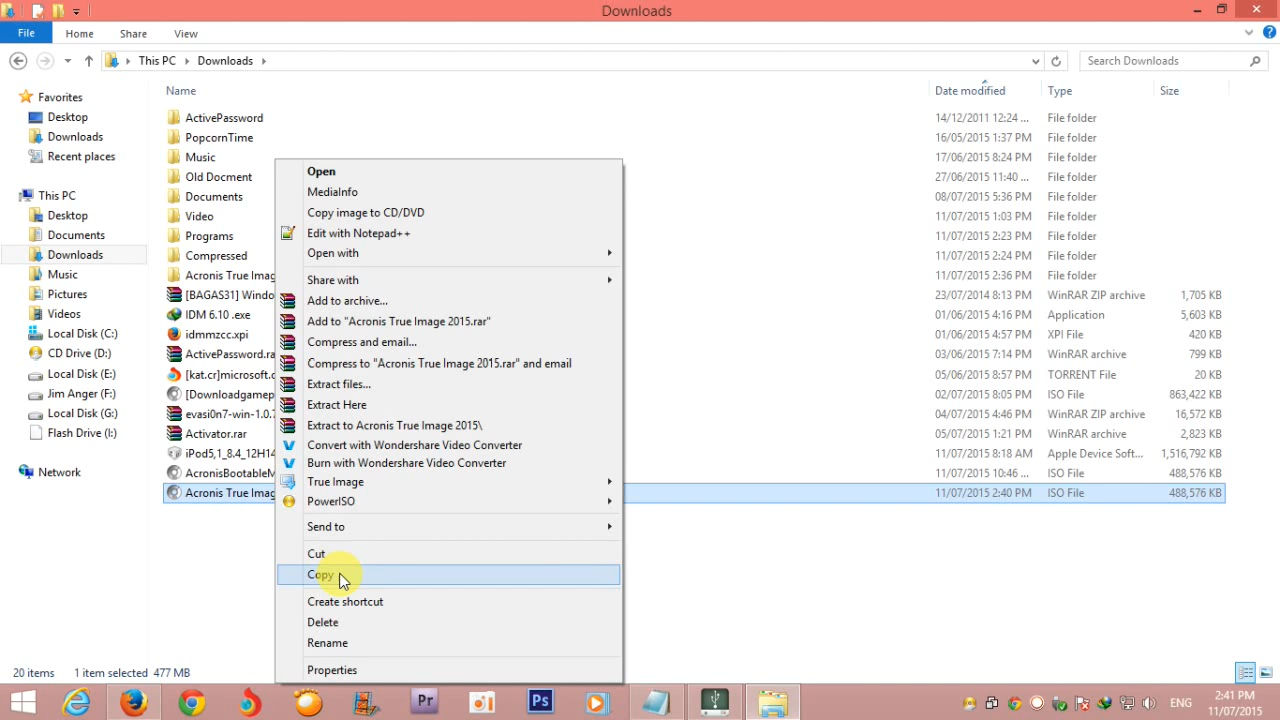 Downloads
File Home Share View
This PC Downloads
Search Downloads
Name Date modified Type Size
Favorites
Desktop
Downloads
Recent places
This PC
Desktop
Documents
Downloads
Music
Pictures
Videos
Local Disk (C:)
CD Drive (D:)
Local Disk (E:)
Jim Anger (F:)
Local Disk (G:)
Flash Drive (I:)
Network
ActivePassword 14/12/2011 12:24 ... File folder
PopcornTime 16/05/2015 1:37 PM File folder
Music 17/06/2015 8:24 PM File folder
Old Docment 27/06/2015 11:40 ... File folder
Documents 08/07/2015 5:36 PM File folder
Video 11/07/2015 1:03 PM File folder
Programs 11/07/2015 2:23 PM File folder
Compressed 11/07/2015 2:24 PM File folder
Acronis True Imag 11/07/2015 2:36 PM File folder
[BAGAS31] Windo 23/07/2014 8:13 PM WinRAR ZIP archive 1,705 KB
IDM 6.10 .exe 01/06/2015 4:16 PM Application 5,603 KB
idmmzcc.xpi 01/06/2015 4:57 PM XPI File 420 KB
ActivePassword.ra 03/06/2015 7:14 PM WinRAR archive 799 KB
[kat.cr]microsoft.o 05/06/2015 8:57 PM TORRENT File 20 KB
[Downloadgamep 02/07/2015 8:05 PM ISO File 863,422 KB
evasi0n7-win-1.0.7 04/07/2015 4:46 PM WinRAR ZIP archive 16,572 KB
Activator.rar 05/07/2015 1:21 PM WinRAR archive 2,823 KB
iPod5,1_8.4_12H14 11/07/2015 8:18 AM Apple Device Soft... 1,516,792 KB
AcronisBootableM 11/07/2015 10:46 ... ISO File 488,576 KB
Acronis True Imag 11/07/2015 2:40 PM ISO File 488,576 KB
Open
MediaInfo
Copy image to CD/DVD
Edit with Notepad++
Open with
Share with
Add to archive...
Add to "Acronis True Image 2015.rar"
Compress and email...
Compress to "Acronis True Image 2015.rar" and email
Extract files...
Extract Here
Extract to Acronis True Image 2015\
Convert with Wondershare Video Converter
Burn with Wondershare Video Converter
True Image
PowerISO
Send to
Cut
Copy
Create shortcut
Delete
Rename
Properties
20 items 1 item selected 477 MB
Pr
Ps
ENG
2:41 PM
11/07/2015